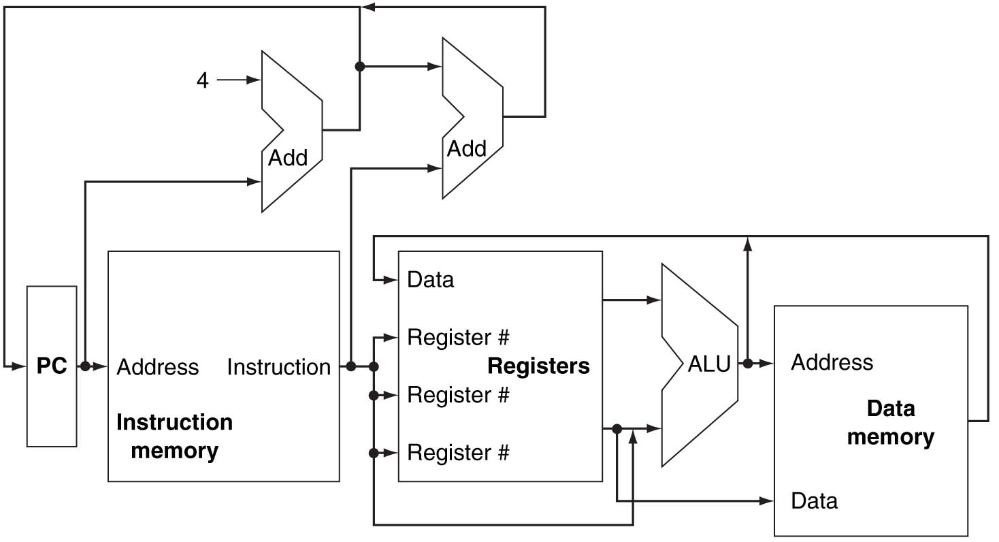 4
Add
Add
PC
Address
Instruction
Instruction
memory
Data
Register #
Registers
Register #
Register #
ALU
Address
Data
memory
Data